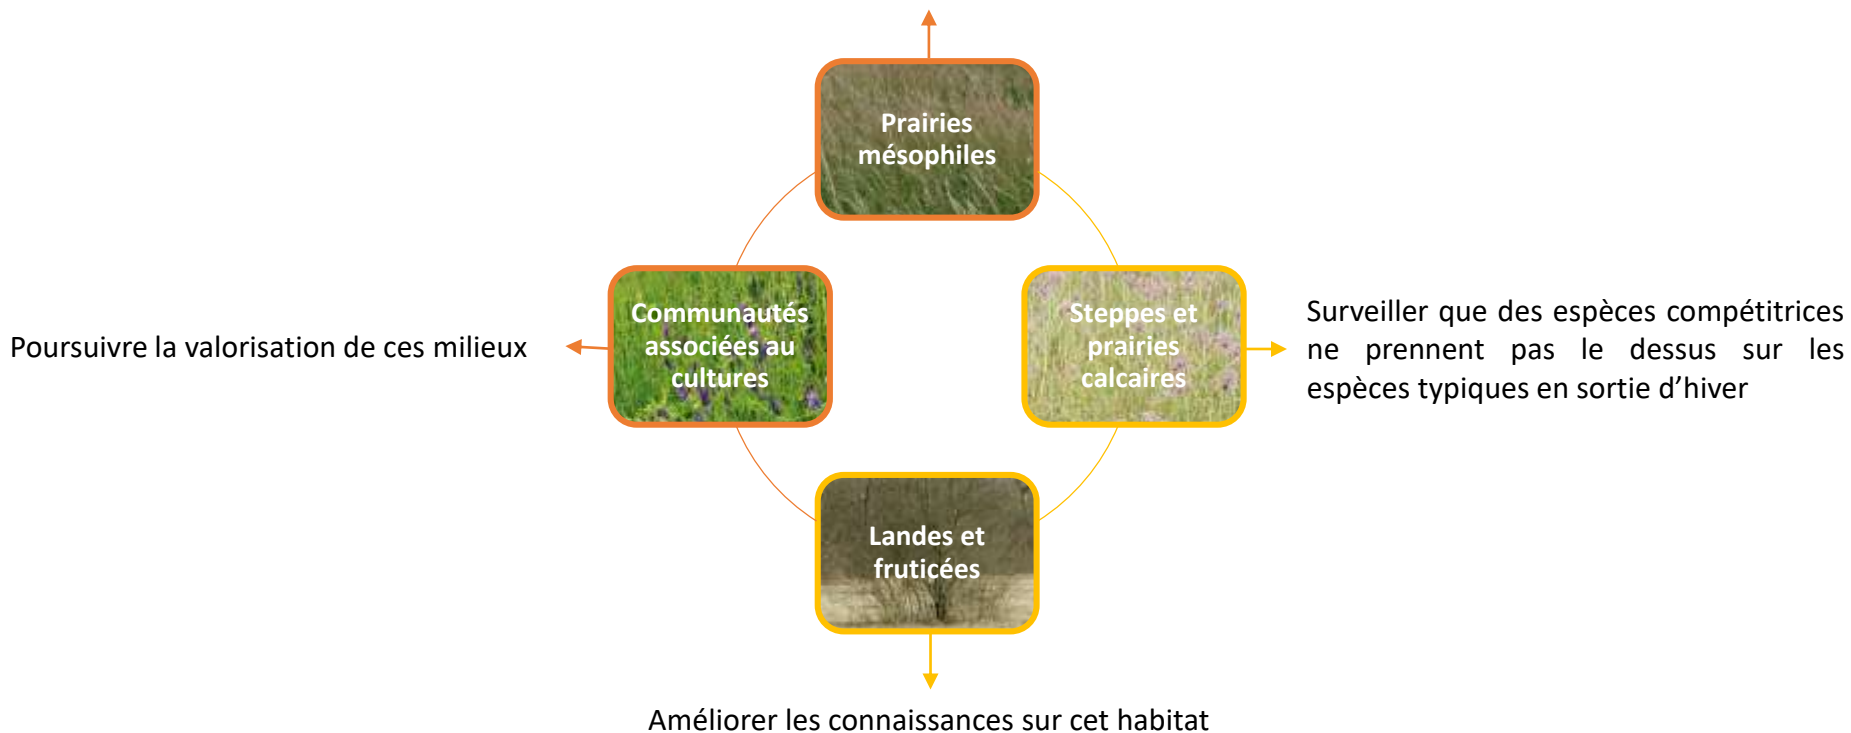 Prairies
mésophiles
Communautés
associées au
cultures
Poursuivre la valorisation de ces milieux
Steppes et
prairies
calcaires
Surveiller que des espèces compétitrices
ne prennent pas le dessus sur les
espèces typiques en sortie d’hiver
Landes et
fruticées
Améliorer les connaissances sur cet habitat